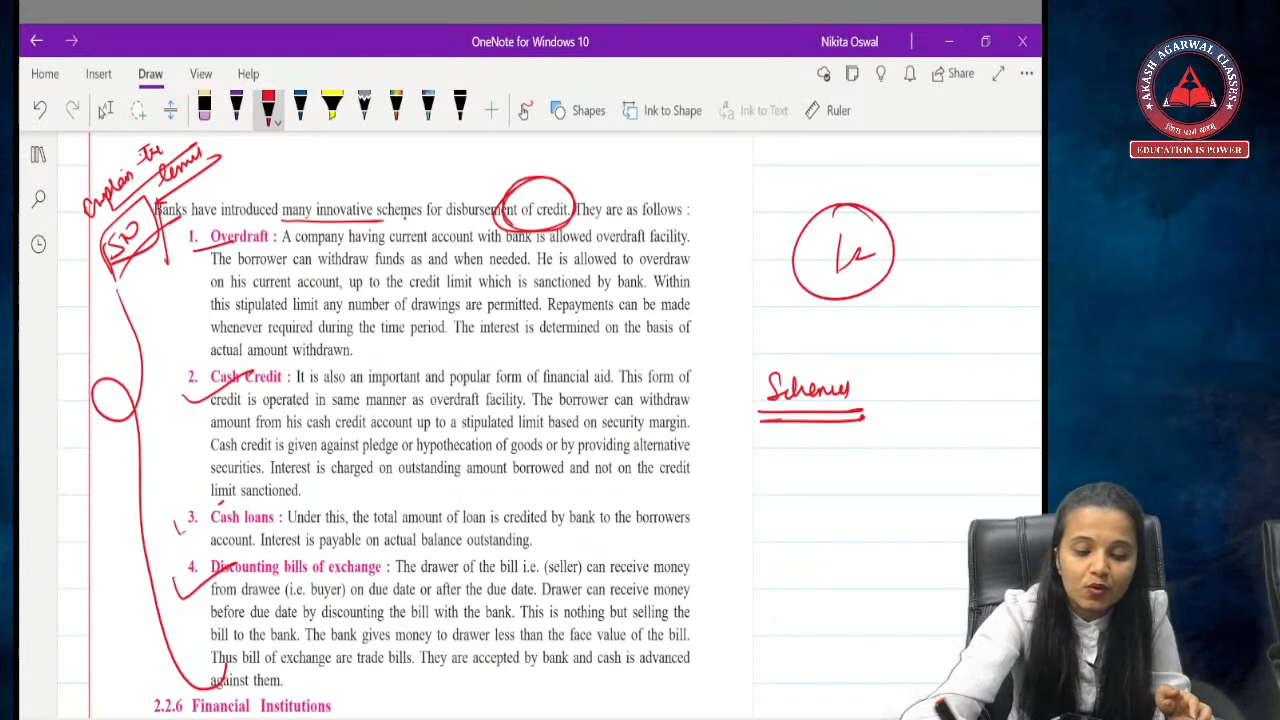 OneNote for Windows 10
Nikita Oswal
Home Insert Draw View Help
Share
Shapes Ink to Shape Ink to Text Ruler
Explain the
terms
Banks have introduced many innovative schemes for disbursement of credit. They are as follows :
1. Overdraft : A company having current account with bank is allowed overdraft facility.
The borrower can withdraw funds as and when needed. He is allowed to overdraw
on his current account, up to the credit limit which is sanctioned by bank. Within
this stipulated limit any number of drawings are permitted. Repayments can be made
whenever required during the time period. The interest is determined on the basis of
actual amount withdrawn.
2. Cash Credit : It is also an important and popular form of financial aid. This form of
credit is operated in same manner as overdraft facility. The borrower can withdraw
amount from his cash credit account up to a stipulated limit based on security margin.
Cash credit is given against pledge or hypothecation of goods or by providing alternative
securities. Interest is charged on outstanding amount borrowed and not on the credit
limit sanctioned.
3. Cash loans : Under this, the total amount of loan is credited by bank to the borrowers
account. Interest is payable on actual balance outstanding.
4. Discounting bills of exchange : The drawer of the bill i.e. (seller) can receive money
from drawee (i.e. buyer) on due date or after the due date. Drawer can receive money
before due date by discounting the bill with the bank. This is nothing but selling the
bill to the bank. The bank gives money to drawer less than the face value of the bill.
Thus bill of exchange are trade bills. They are accepted by bank and cash is advanced
against them.
2.2.6 Financial Institutions
Schemes
AKASH AGARWAL CLASSES
EDUCATION IS POWER